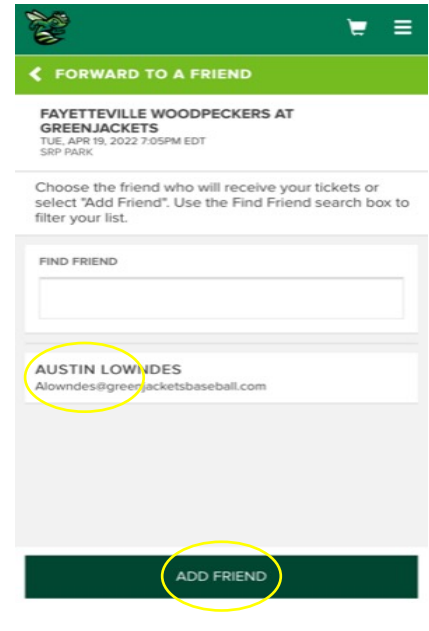 FORWARD TO A FRIEND
FAYETTEVILLE WOODPECKERS AT
GREENJACKETS
TUE, APR 19, 2022 7:05PM EDT
SRP PARK
Choose the friend who will receive your tickets or
select "Add Friend". Use the Find Friend search box to
filter your list.
FIND FRIEND
AUSTIN LOWNDES
Alowndes@greenjacketsbaseball.com
ADD FRIEND